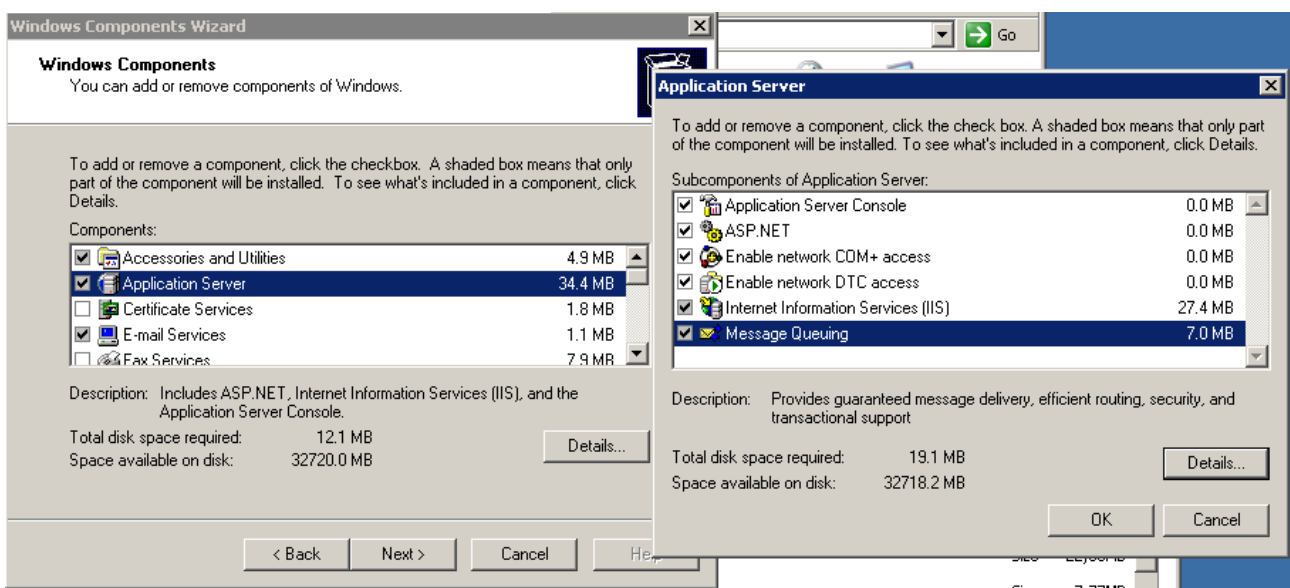 Windows Components Wizard
Windows Components
You can add or remove components of Windows.
To add or remove a component, click the checkbox. A shaded box means that only
part of the component will be installed. To see what's included in a component, click
Details.
Components:
Accessories and Utilities 4.9 MB
Application Server 34.4 MB
Certificate Services 1.8 MB
E-mail Services 1.1 MB
Fax Services 7.9 MB
Description: Includes ASP.NET, Internet Information Services (IIS), and the
Application Server Console.
Total disk space required: 12.1 MB
Space available on disk: 32720.0 MB
Details...
< Back Next > Cancel
Go
Application Server
To add or remove a component, click the check box. A shaded box means that only part
of the component will be installed. To see what's included in a component, click Details.
Subcomponents of Application Server:
Application Server Console 0.0 MB
ASP.NET 0.0 MB
Enable network COM+ access 0.0 MB
Enable network DTC access 0.0 MB
Internet Information Services (IIS) 27.4 MB
Message Queuing 7.0 MB
Description: Provides guaranteed message delivery, efficient routing, security, and
transactional support
Total disk space required: 19.1 MB
Space available on disk: 32718.2 MB
Details...
OK Cancel